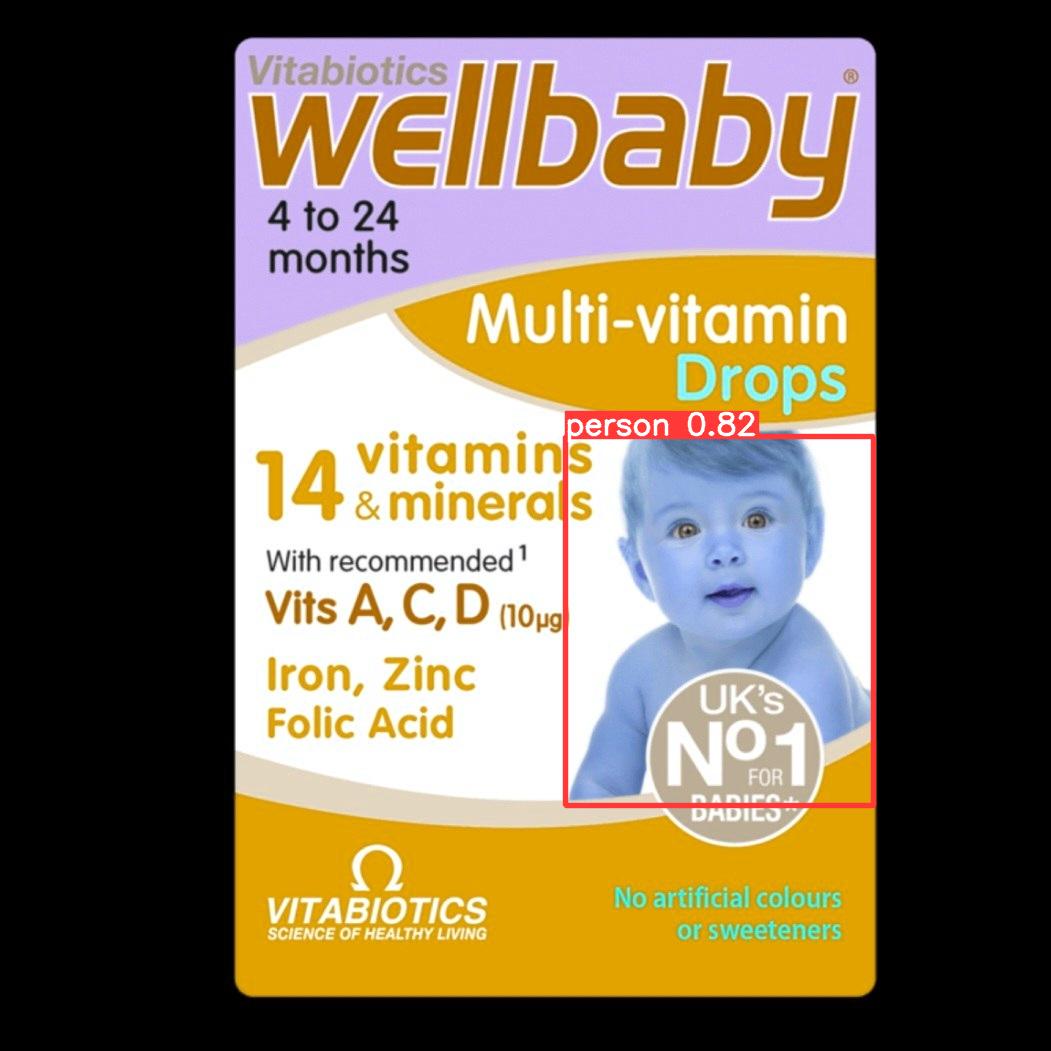 Vitabiotics
wellbaby®
4 to 24
months
Multi-vitamin
Drops
person 0.82
14 vitamins
& minerals
With recommended¹
Vits A, C, D (10µg)
Iron, Zinc
Folic Acid
UK's
No1
FOR
BABIES*
VITABIOTICS
SCIENCE OF HEALTHY LIVING
No artificial colours
or sweeteners